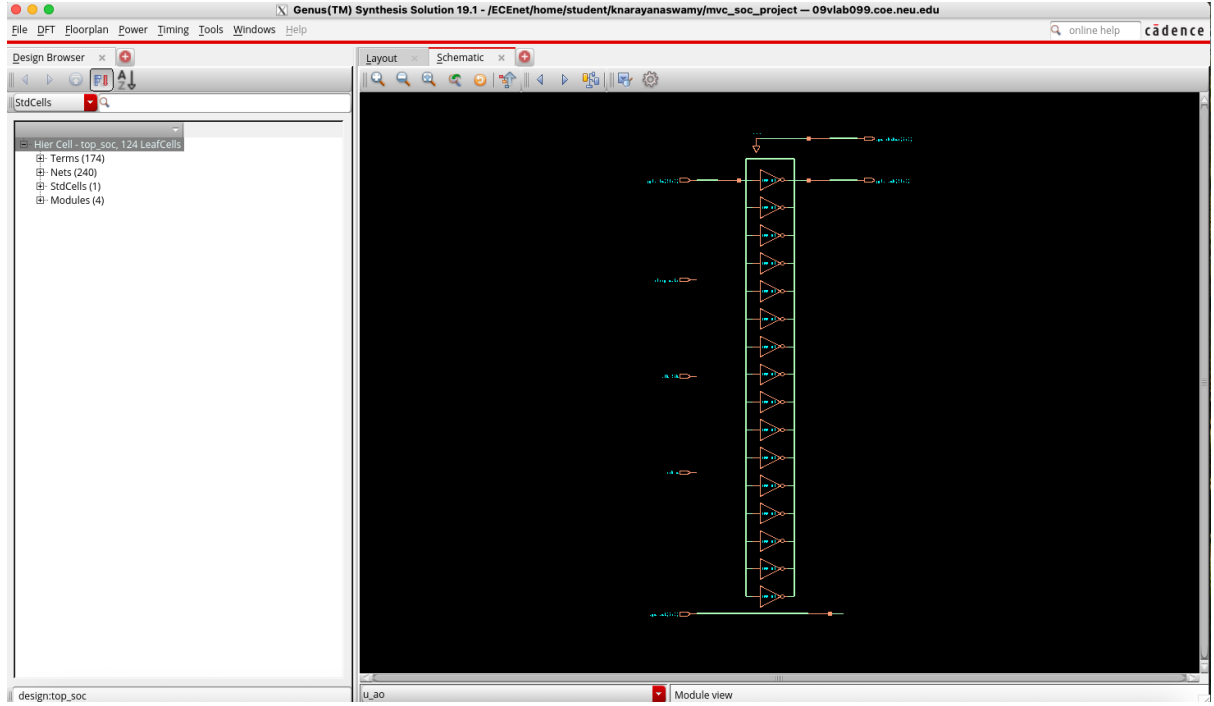 Genus(TM) Synthesis Solution 19.1 - /ECEnet/home/student/knarayanaswamy/mvc_soc_project — 09vlab099.coe.neu.edu
File DFT Floorplan Power Timing Tools Windows Help
online help
cādence
Design Browser
Layout
Schematic
StdCells
Hier Cell - top_soc, 124 LeafCells
Terms (174)
Nets (240)
StdCells (1)
Modules (4)
design:top_soc
u_ao
Module view